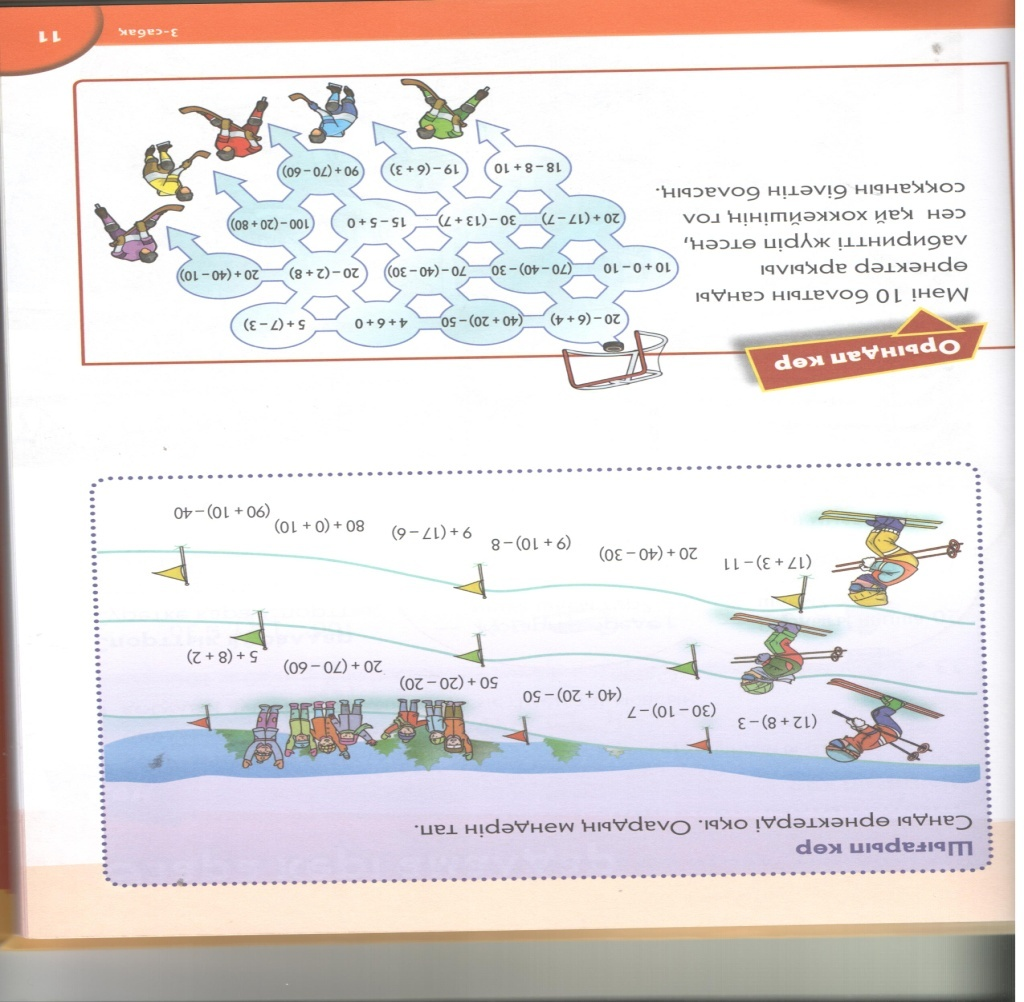 Шығарып көр
Санды өрнектерді оқы. Олардың мәндерін тап.
(12 + 8) – 3
(30 – 10) – 7
(40 + 20) – 50
50 + (20 – 20)
20 + (70 – 60)
5 + (8 + 2)
(17 + 3) – 11
20 + (40 – 30)
(9 + 10) – 8
9 + (17 – 6)
80 + (0 + 10)
(90 + 10) – 40
Орындап көр
Мәні 10 болатын санды
өрнектер арқылы
лабиринтті жүріп өтсең,
сен қай хоккейшінің гол
соққанын білетін боласың.
20 – (6 + 4) (40 + 20) – 50 4 + 6 + 0 5 + (7 – 3)
10 + 0 – 10 (70 – 40) – 30 70 – (40 – 30) 20 – (2 + 8) 20 + (40 – 10)
20 + (17 – 7) 30 – (13 + 7) 15 – 5 + 0 100 – (20 + 80)
18 – 8 + 10 19 – (6 + 3) 90 + (70 – 60)
3-сабақ
11